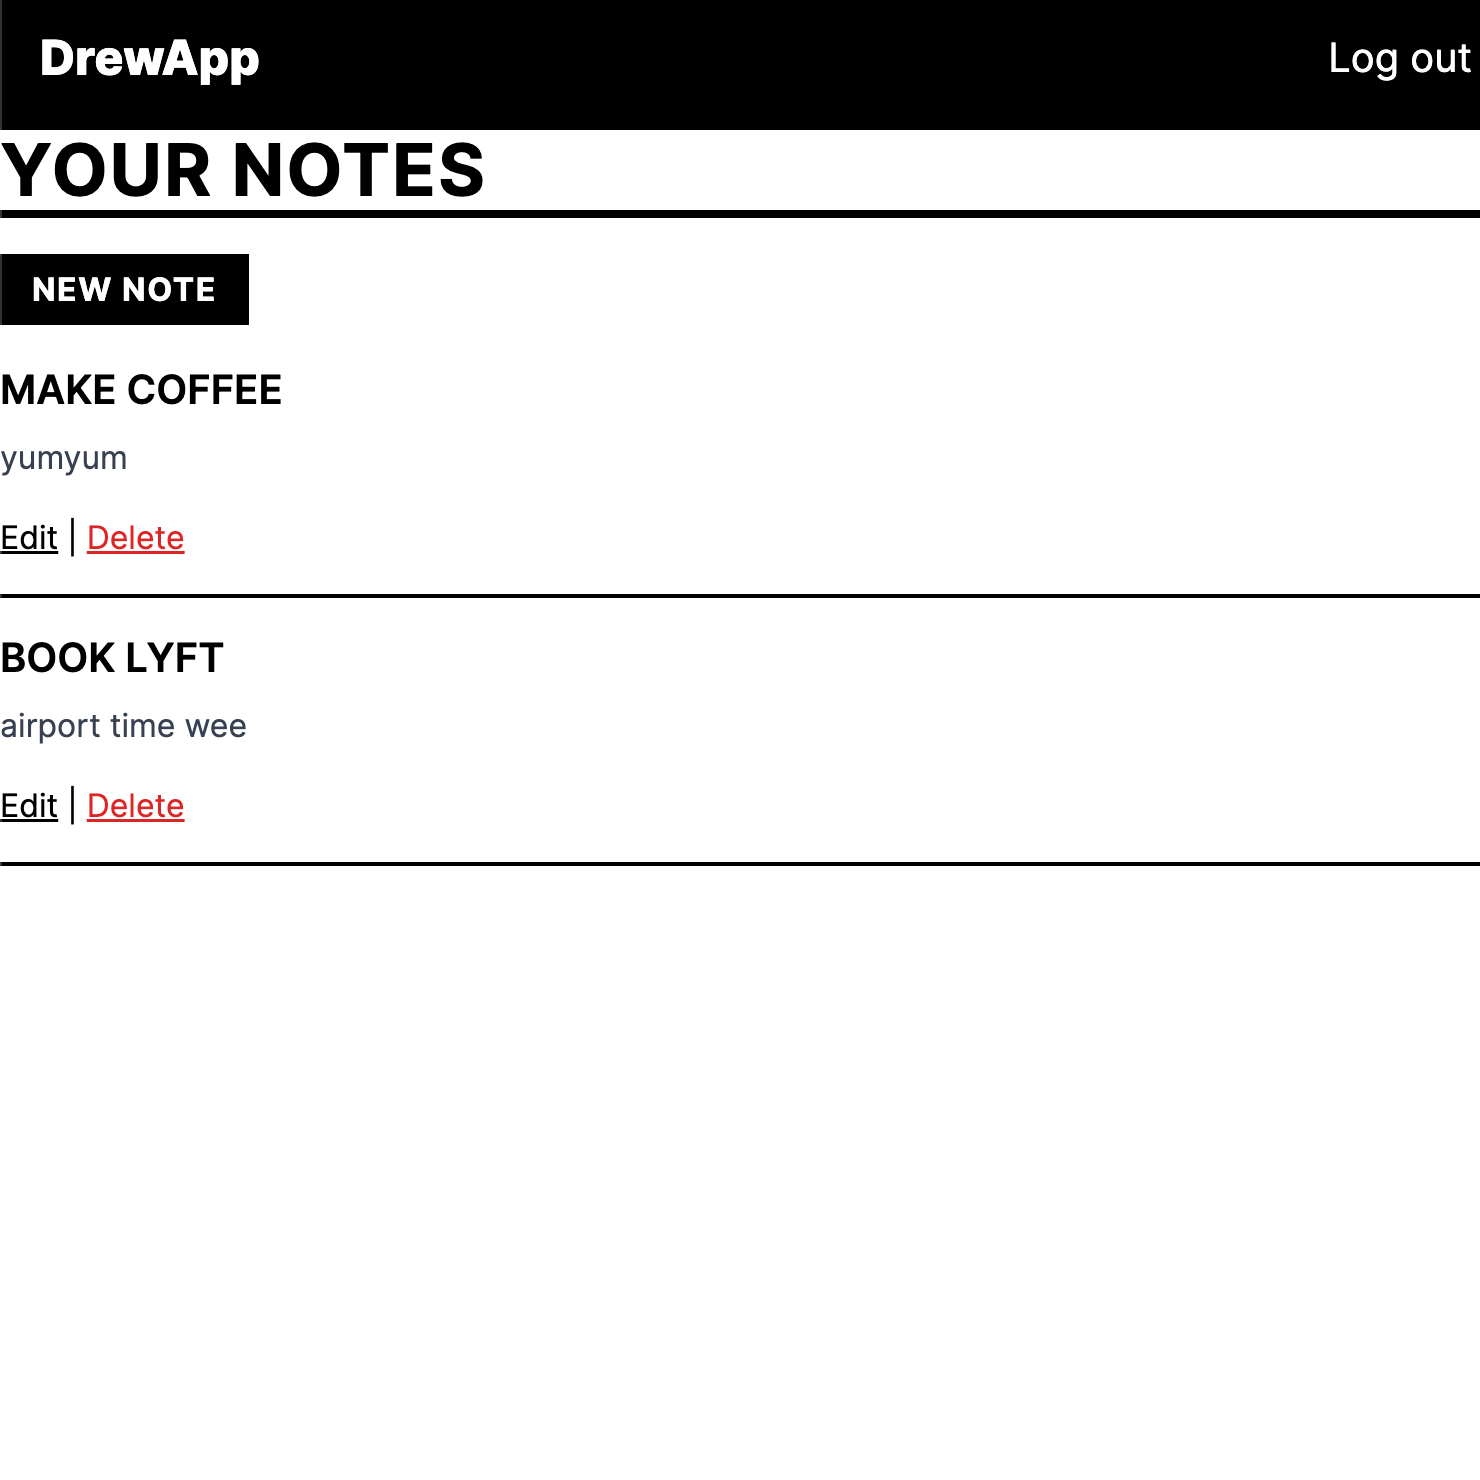 DrewApp
Log out
YOUR NOTES
NEW NOTE
MAKE COFFEE
yumyum
Edit | Delete
BOOK LYFT
airport time wee
Edit | Delete